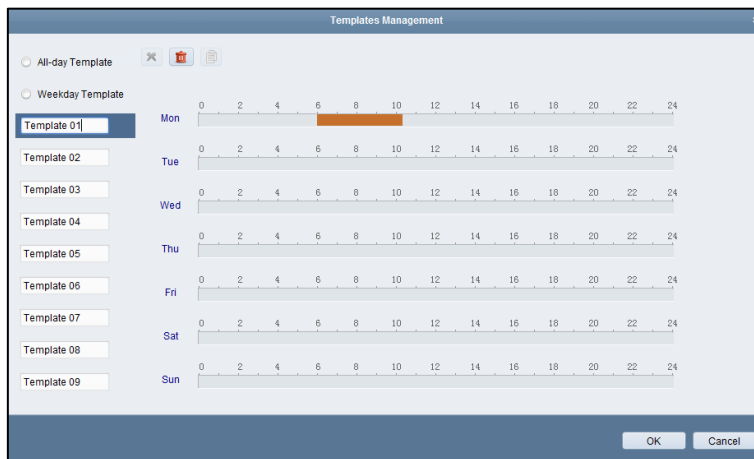 Templates Management
All-day Template
Weekday Template
Template 01
Template 02
Template 03
Template 04
Template 05
Template 06
Template 07
Template 08
Template 09
0 2 4 6 8 10 12 14 16 18 20 22 24
Mon
0 2 4 6 8 10 12 14 16 18 20 22 24
Tue
0 2 4 6 8 10 12 14 16 18 20 22 24
Wed
0 2 4 6 8 10 12 14 16 18 20 22 24
Thu
0 2 4 6 8 10 12 14 16 18 20 22 24
Fri
0 2 4 6 8 10 12 14 16 18 20 22 24
Sat
0 2 4 6 8 10 12 14 16 18 20 22 24
Sun
OK Cancel